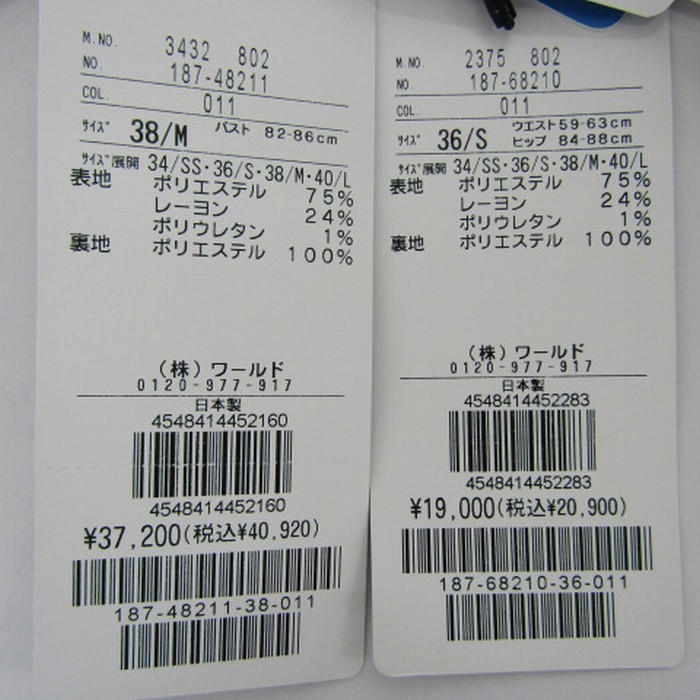 M.NO. 3432 802
NO. 187-48211
COL. 011
ｻｲｽﾞ 38/M バスト 82-86cm
ｻｲｽﾞ展開 34/SS・36/S・38/M・40/L
表地 ポリエステル 75%
レーヨン 24%
ポリウレタン 1%
裏地 ポリエステル 100%
(株)ワールド
0120-977-917
日本製
4548414452160
4548414452160
¥37,200(税込¥40,920)
187-48211-38-011
M.NO. 2375 802
NO. 187-68210
COL. 011
ｻｲｽﾞ 36/S ウエスト59-63cm
ヒップ 84-88cm
ｻｲｽﾞ展開 34/SS・36/S・38/M・40/L
表地 ポリエステル 75%
レーヨン 24%
ポリウレタン 1%
裏地 ポリエステル 100%
(株)ワールド
0120-977-917
日本製
4548414452283
4548414452283
¥19,000(税込¥20,900)
187-68210-36-011